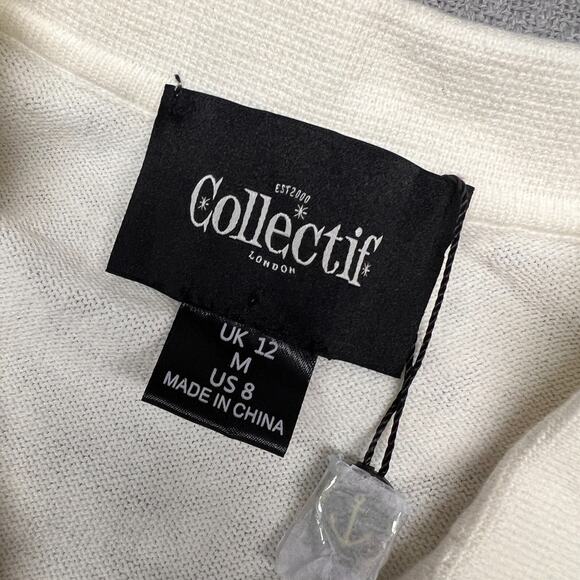 EST 2000
Collectif
LONDON
UK 12
M
US 8
MADE IN CHINA